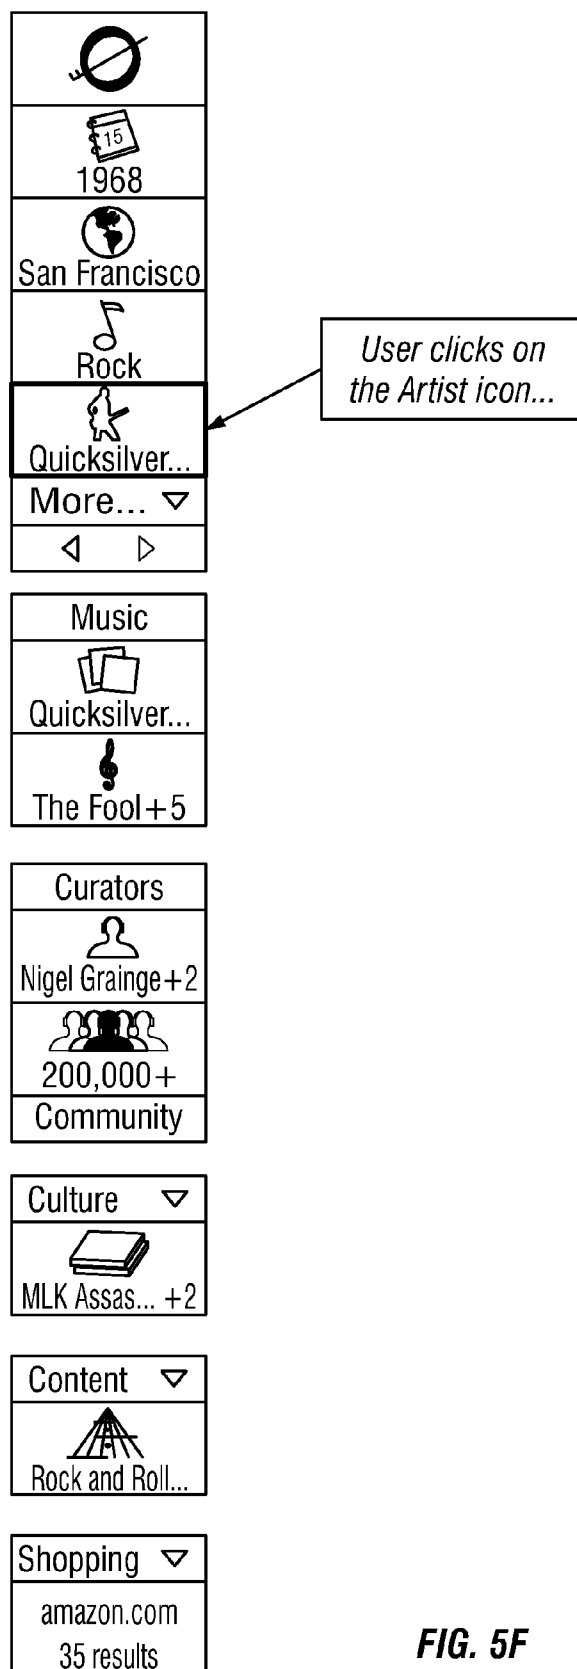 15
1968
San Francisco
Rock
User clicks on
the Artist icon...
Quicksilver...
More...
Music
Quicksilver...
The Fool+5
Curators
Nigel Grainge+2
200,000+
Community
Culture
MLK Assas... +2
Content
Rock and Roll...
Shopping
amazon.com
35 results
FIG. 5F